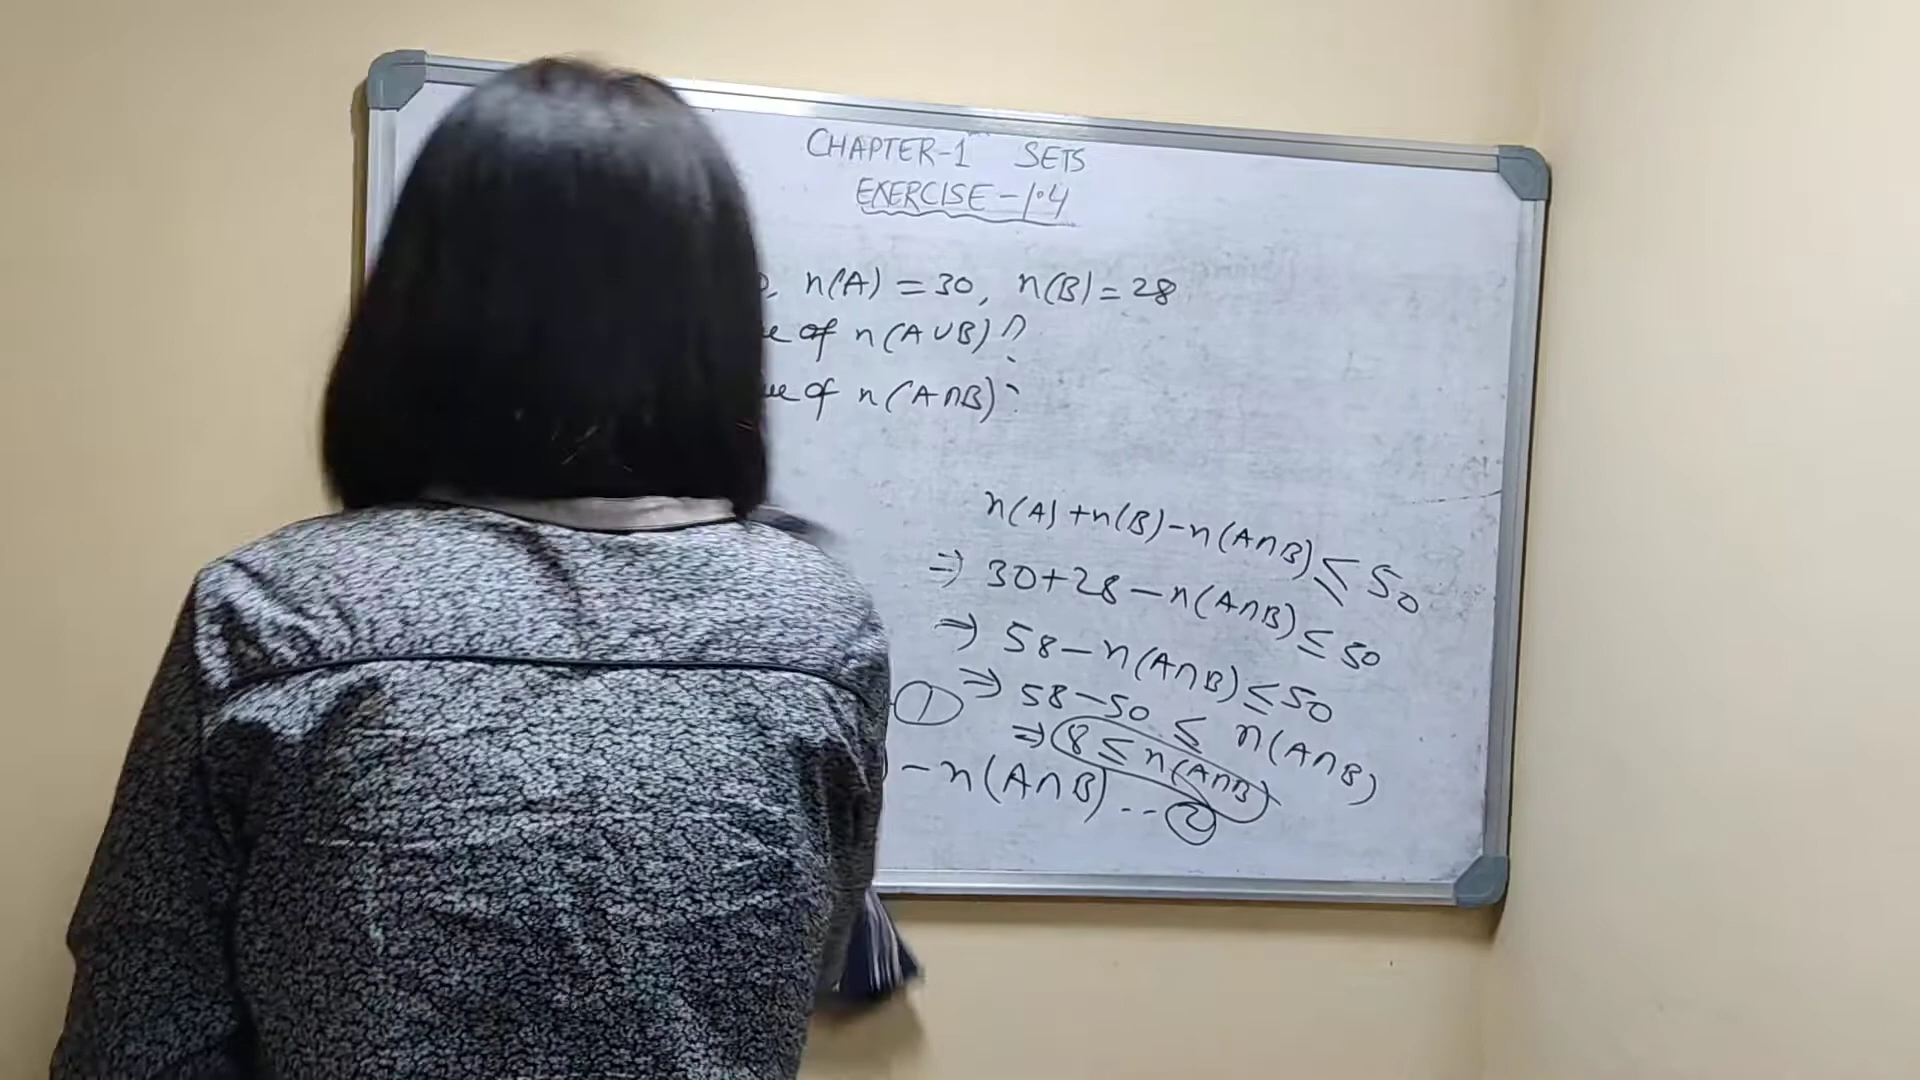 CHAPTER-1 SETS
EXERCISE-1.4
, n(A) = 30, n(B) = 28
of n(A∪B)?
of n(A∩B):
n(A)+n(B)-n(A∩B) ≤ 50
⇒ 30+28-n(A∩B) ≤ 50
⇒ 58-n(A∩B) ≤ 50
① ⇒ 58-50 ≤ n(A∩B)
⇒ 8 ≤ n(A∩B)
) - n(A∩B) -- ②